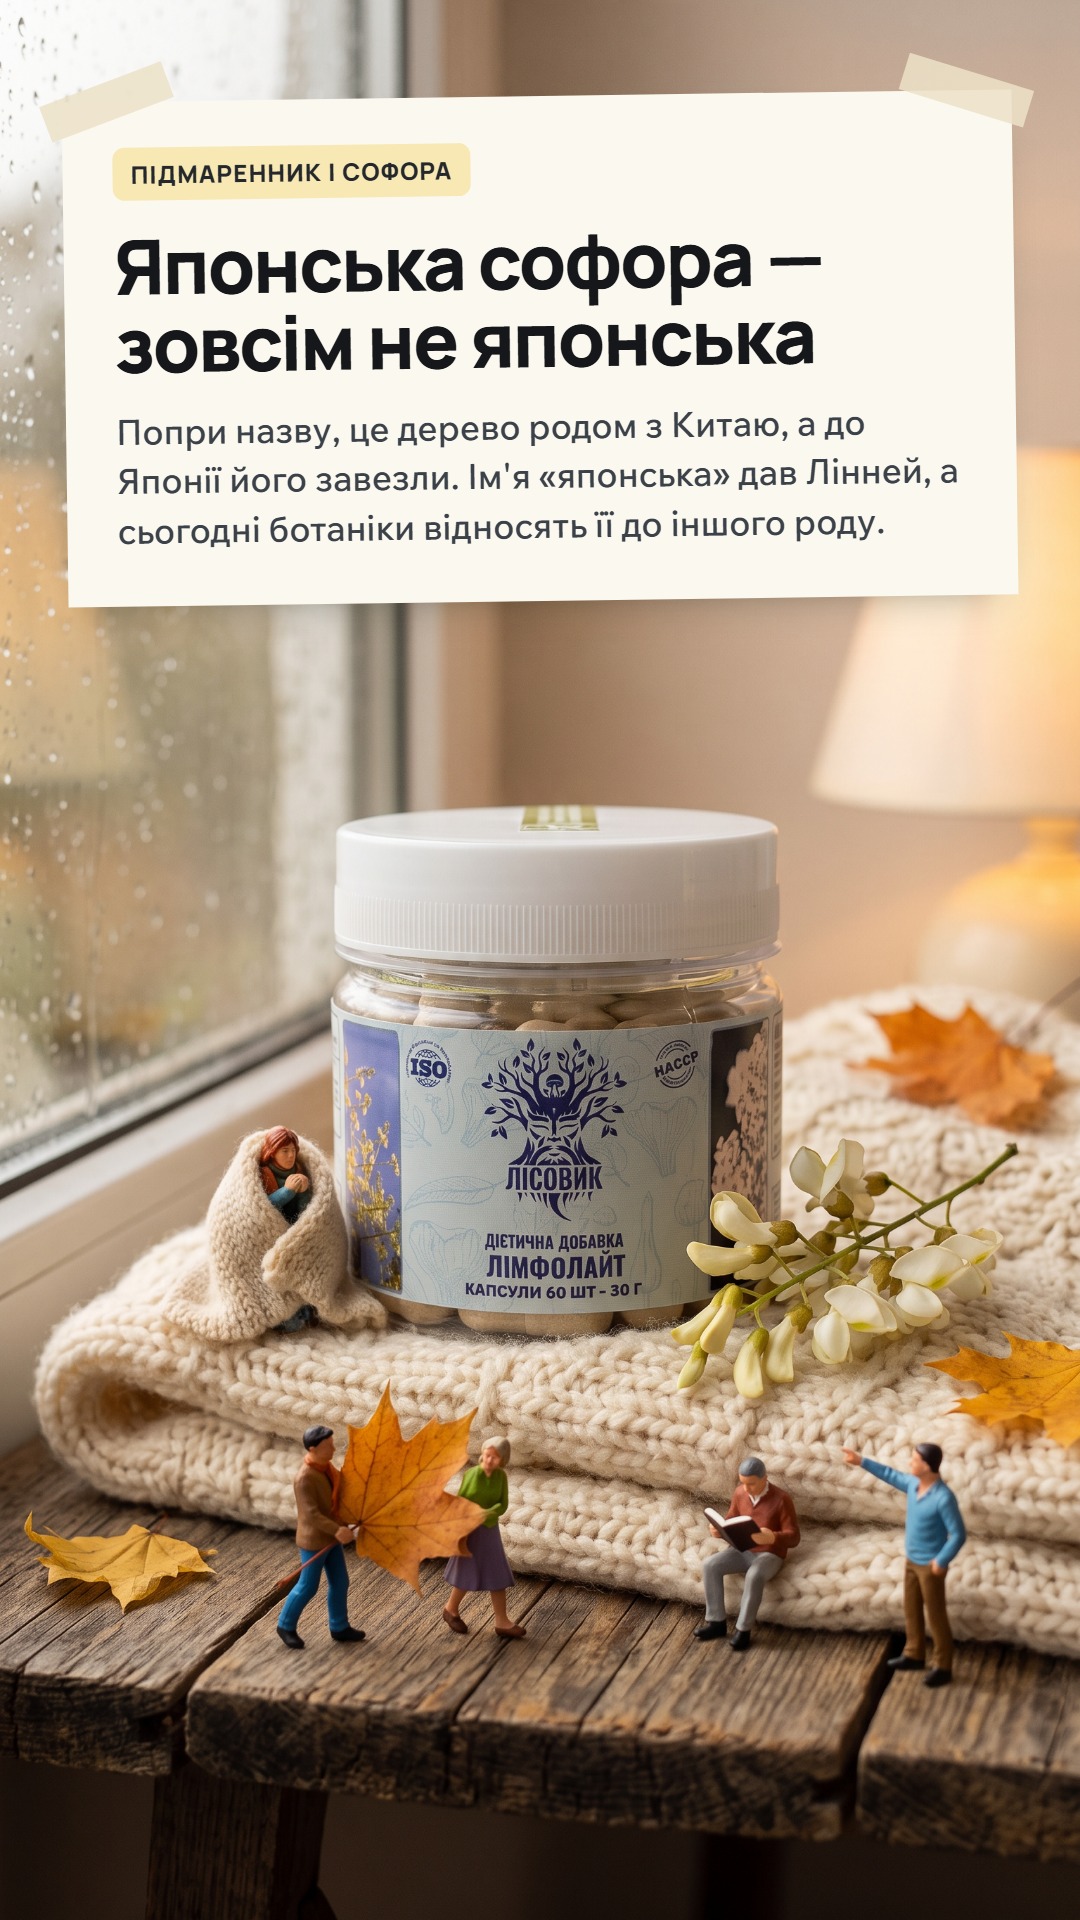 ПІДМАРЕННИК І СОФОРА
Японська софора —
зовсім не японська
Попри назву, це дерево родом з Китаю, а до
Японії його завезли. Ім'я «японська» дав Лінней, а
сьогодні ботаніки відносять її до іншого роду.
ISO
HACCP
ЛІСОВИК
ДІЄТИЧНА ДОБАВКА
ЛІМФОЛАЙТ
КАПСУЛИ 60 ШТ - 30 Г